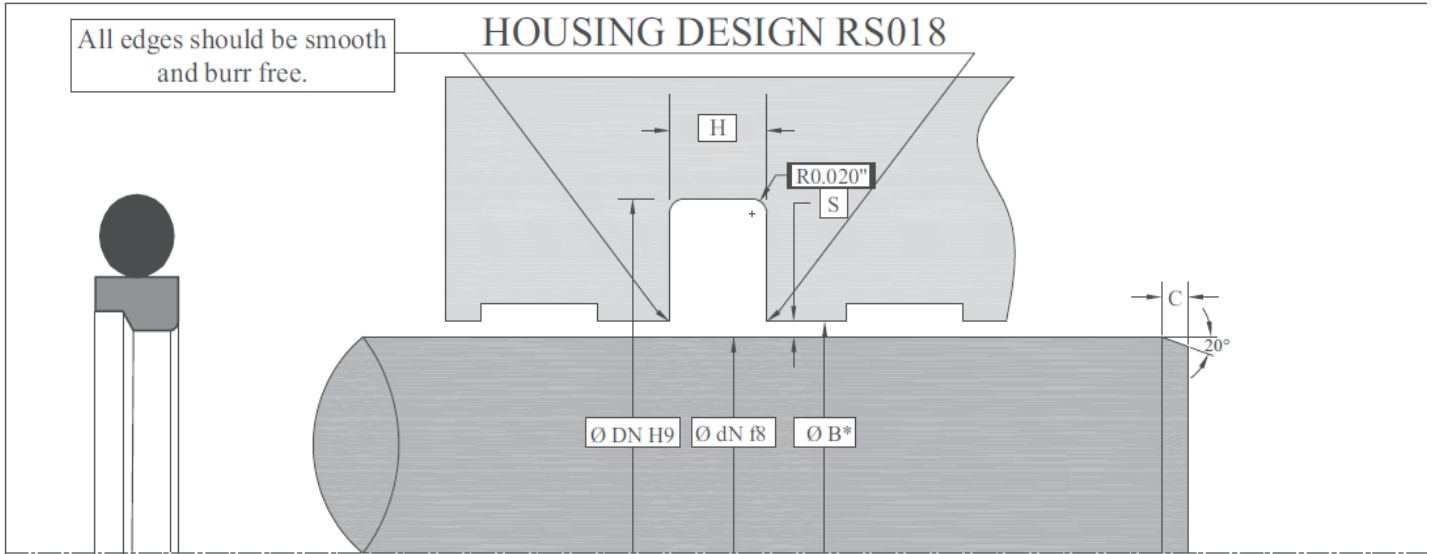 HOUSING DESIGN RS018
All edges should be smooth
and burr free.
H
R0.020"
S
C
20°
Ø DN H9
Ø dN f8
Ø B*